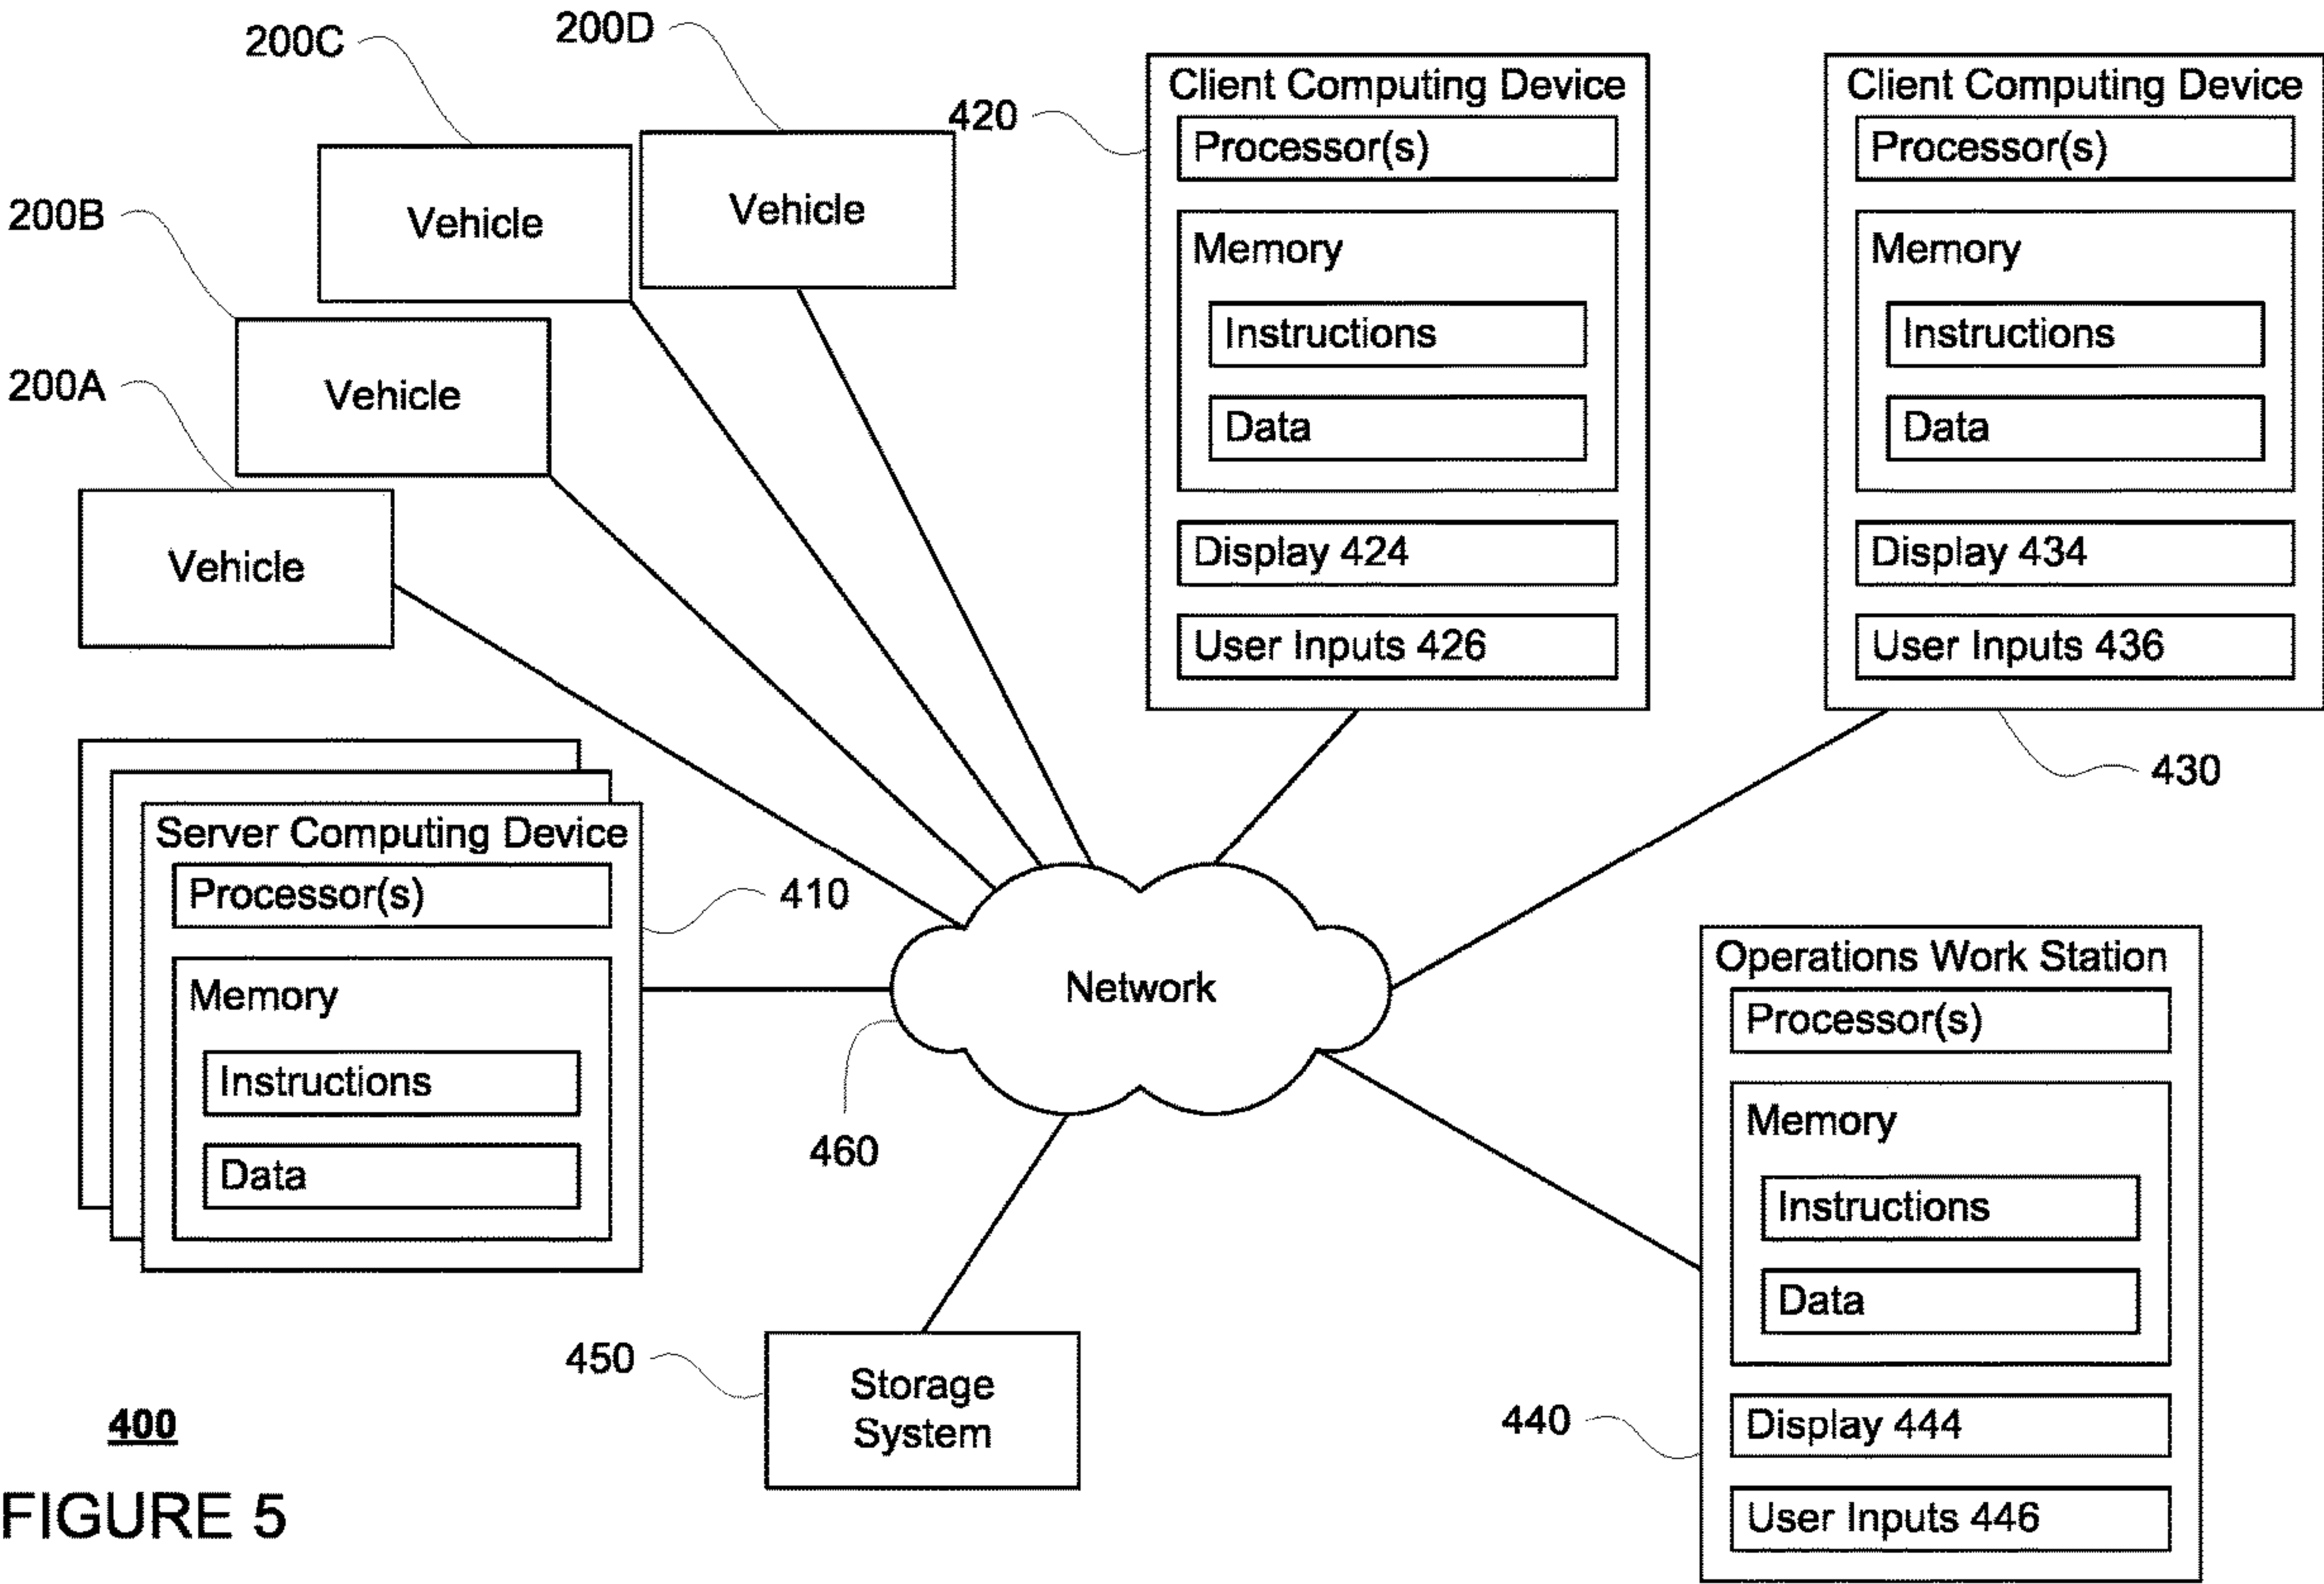 200C
200D
200B
200A
Vehicle
Vehicle
Vehicle
Vehicle
420
Client Computing Device
Processor(s)
Memory
Instructions
Data
Display 424
User Inputs 426
Client Computing Device
Processor(s)
Memory
Instructions
Data
Display 434
User Inputs 436
430
Server Computing Device
Processor(s)
Memory
Instructions
Data
410
Network
460
Operations Work Station
Processor(s)
Memory
Instructions
Data
Display 444
User Inputs 446
440
450
Storage
System
400
FIGURE 5